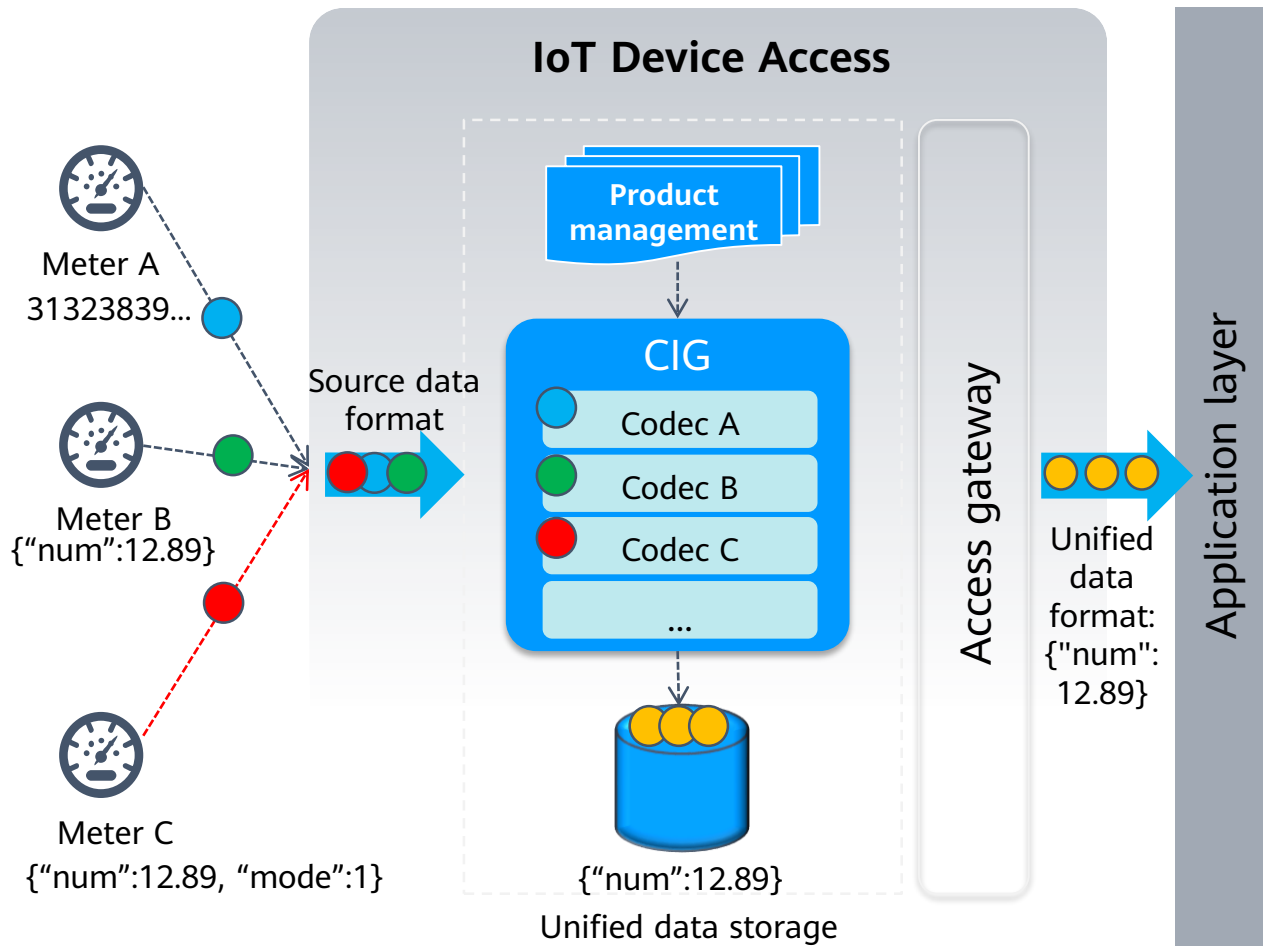 IoT Device Access
Product
management
Meter A
31323839...
CIG
Source data
format
Codec A
Codec B
Codec C
...
Meter B
{“num”:12.89}
Access gateway
Unified
data
format:
{"num":
12.89}
Application layer
Meter C
{“num”:12.89, “mode”:1}
{“num”:12.89}
Unified data storage